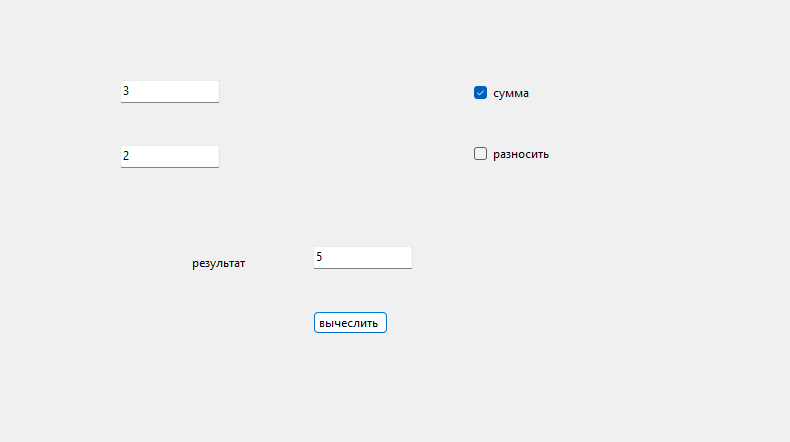 3
сумма
2
разносить
результат
5
вычеслить